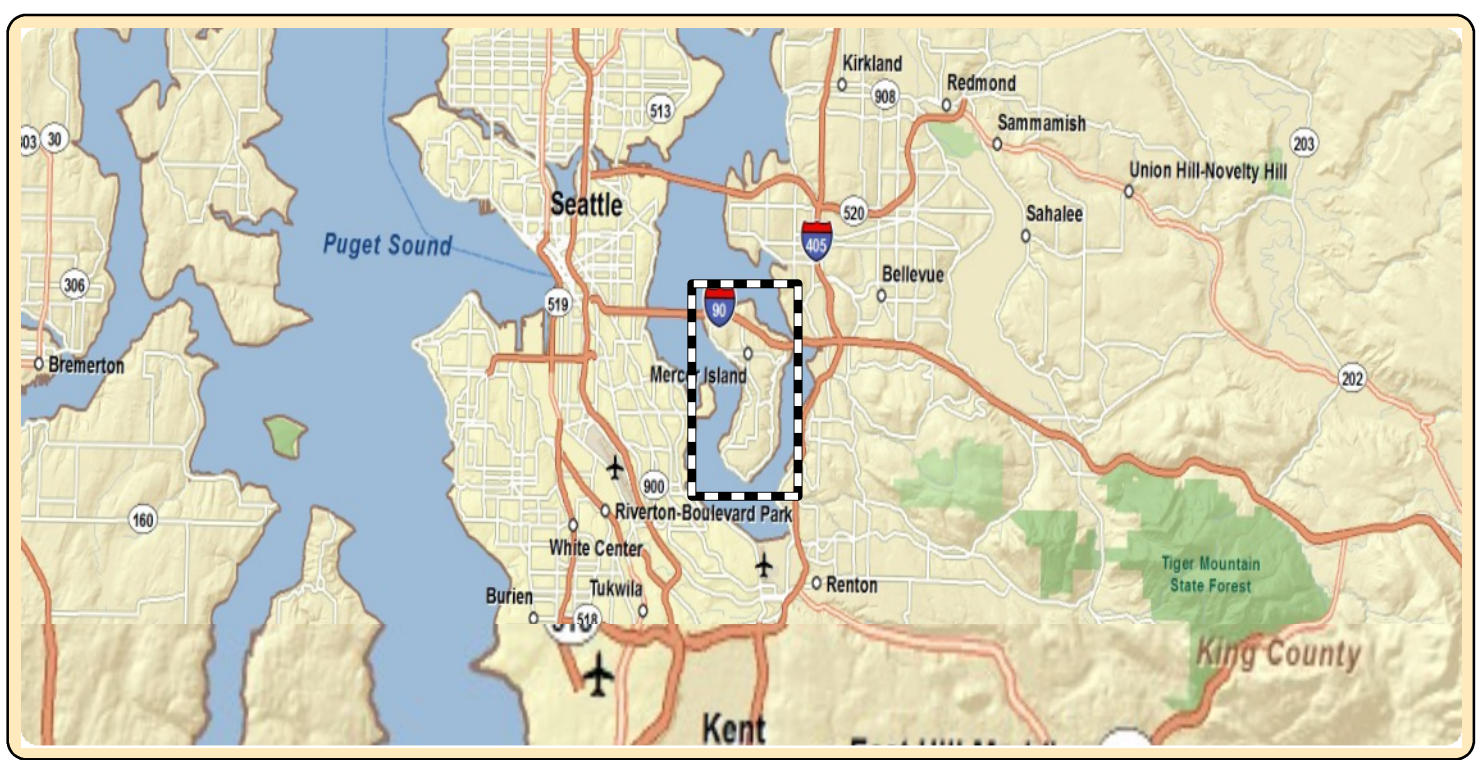 Kirkland
908
Redmond
513
Sammamish
303
30
203
Union Hill-Novelty Hill
Seattle
520
Sahalee
Puget Sound
405
Bellevue
306
519
90
Bremerton
Mercer Island
202
900
160
Riverton-Boulevard Park
White Center
Tiger Mountain
State Forest
Tukwila
Renton
Burien
518
King County
Kent